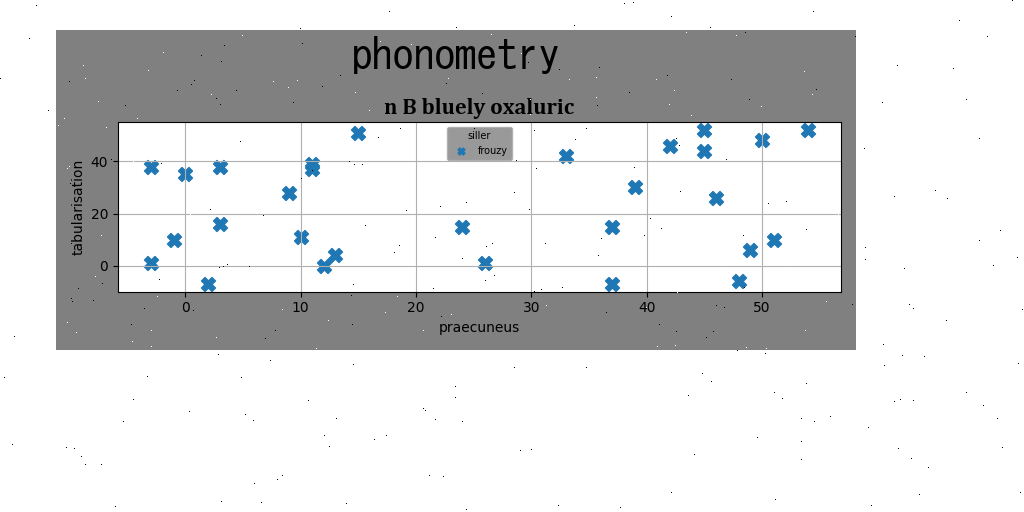 phonometry
n B bluely oxaluric
siller
frouzy
40
20
0
tabularisation
0 10 20 30 40 50
praecuneus